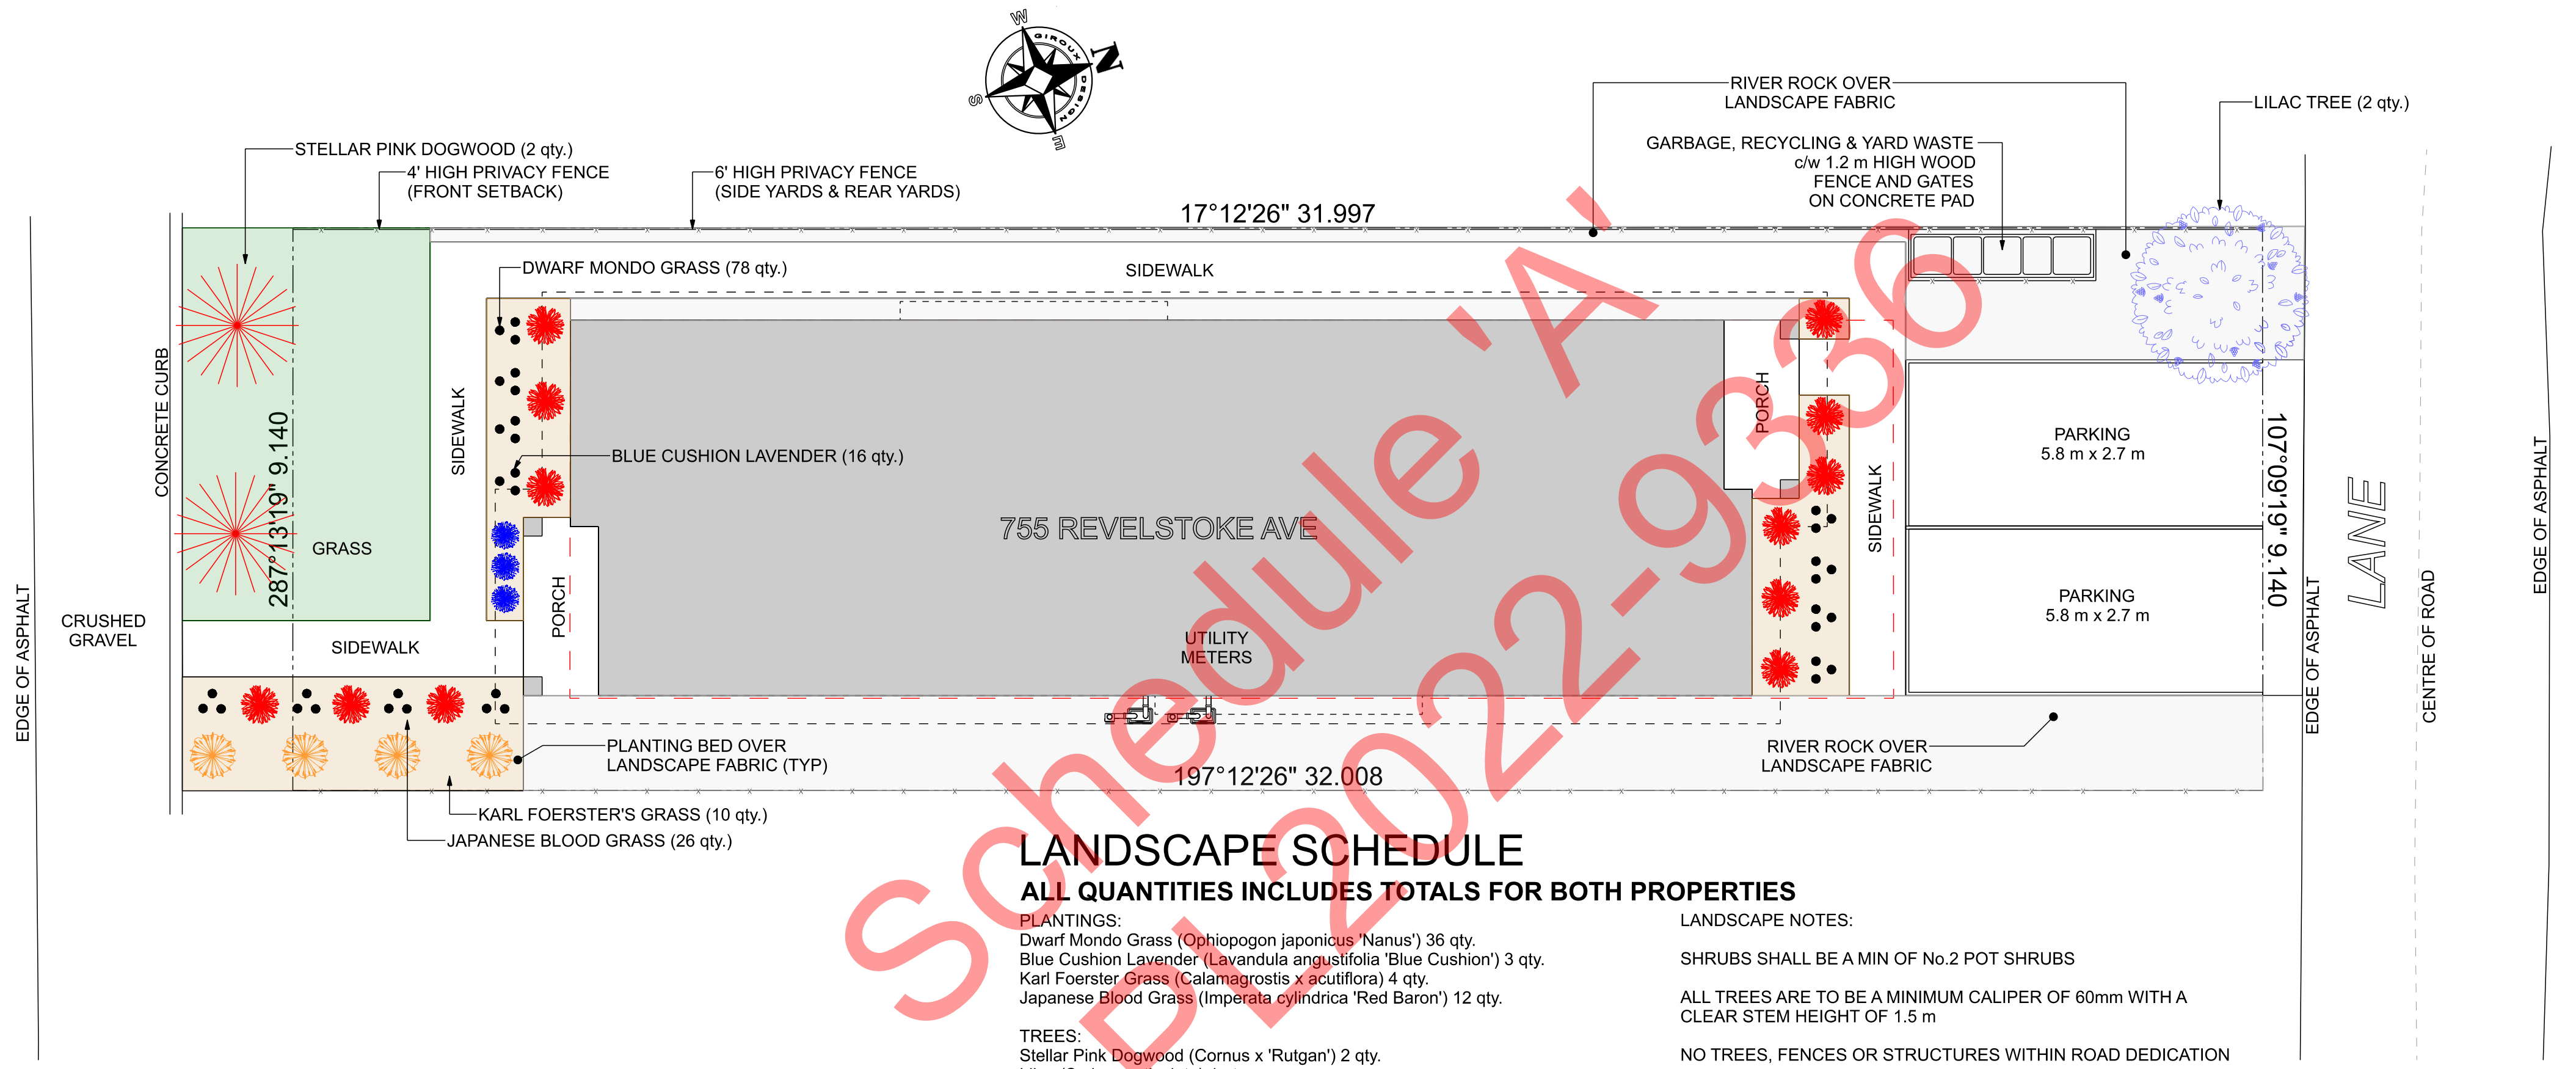 W
N
S
E
GIROUX DESIGN
RIVER ROCK OVER
LANDSCAPE FABRIC
LILAC TREE (2 qty.)
GARBAGE, RECYCLING & YARD WASTE
c/w 1.2 m HIGH WOOD
FENCE AND GATES
ON CONCRETE PAD
STELLAR PINK DOGWOOD (2 qty.)
4' HIGH PRIVACY FENCE
(FRONT SETBACK)
6' HIGH PRIVACY FENCE
(SIDE YARDS & REAR YARDS)
17°12'26" 31.997
DWARF MONDO GRASS (78 qty.)
SIDEWALK
CONCRETE CURB
SIDEWALK
287°13'19" 9.140
GRASS
BLUE CUSHION LAVENDER (16 qty.)
755 REVELSTOKE AVE
PORCH
PORCH
SIDEWALK
PARKING
5.8 m x 2.7 m
PARKING
5.8 m x 2.7 m
107°09'19" 9.140
LANE
EDGE OF ASPHALT
EDGE OF ASPHALT
CENTRE OF ROAD
EDGE OF ASPHALT
CRUSHED
GRAVEL
SIDEWALK
UTILITY
METERS
PLANTING BED OVER
LANDSCAPE FABRIC (TYP)
RIVER ROCK OVER
LANDSCAPE FABRIC
197°12'26" 32.008
KARL FOERSTER'S GRASS (10 qty.)
JAPANESE BLOOD GRASS (26 qty.)
Schedule 'A'
PL2022-9336
LANDSCAPE SCHEDULE
ALL QUANTITIES INCLUDES TOTALS FOR BOTH PROPERTIES
PLANTINGS:
Dwarf Mondo Grass (Ophiopogon japonicus 'Nanus') 36 qty.
Blue Cushion Lavender (Lavandula angustifolia 'Blue Cushion') 3 qty.
Karl Foerster Grass (Calamagrostis x acutiflora) 4 qty.
Japanese Blood Grass (Imperata cylindrica 'Red Baron') 12 qty.
TREES:
Stellar Pink Dogwood (Cornus x 'Rutgan') 2 qty.
LANDSCAPE NOTES:
SHRUBS SHALL BE A MIN OF No.2 POT SHRUBS
ALL TREES ARE TO BE A MINIMUM CALIPER OF 60mm WITH A
CLEAR STEM HEIGHT OF 1.5 m
NO TREES, FENCES OR STRUCTURES WITHIN ROAD DEDICATION